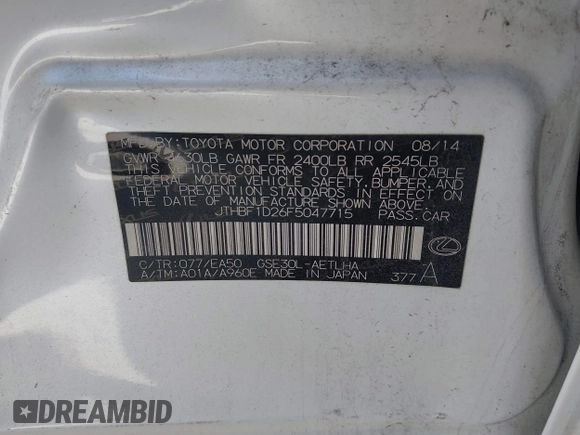 MFD. BY: TOYOTA MOTOR CORPORATION 08/14
GVWR LB GAWR FR 2400LB RR 2545LB
THIS VEHICLE CONFORMS TO ALL APPLICABLE
FEDERAL MOTOR VEHICLE SAFETY, BUMPER, AND
THEFT PREVENTION STANDARDS IN EFFECT ON
THE DATE OF MANUFACTURE SHOWN ABOVE.
JTHBF1D26F5047715 PASS. CAR
C/TR: 077/EA50 GSE30L-AETLHA
A/TM: A01A/A960E MADE IN JAPAN 377 A
DREAMBID